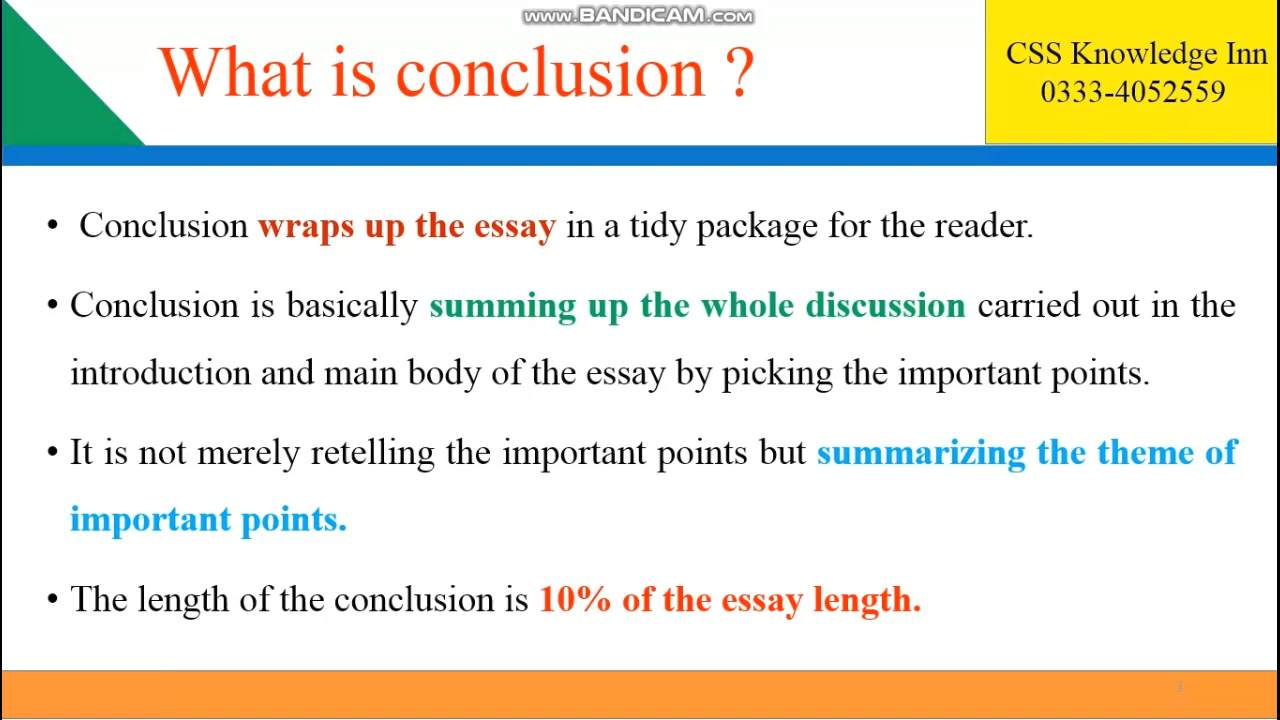 www.BANDICAM.com
What is conclusion ?
CSS Knowledge Inn
0333-4052559
• Conclusion wraps up the essay in a tidy package for the reader.
• Conclusion is basically summing up the whole discussion carried out in the
introduction and main body of the essay by picking the important points.
• It is not merely retelling the important points but summarizing the theme of
important points.
• The length of the conclusion is 10% of the essay length.
3